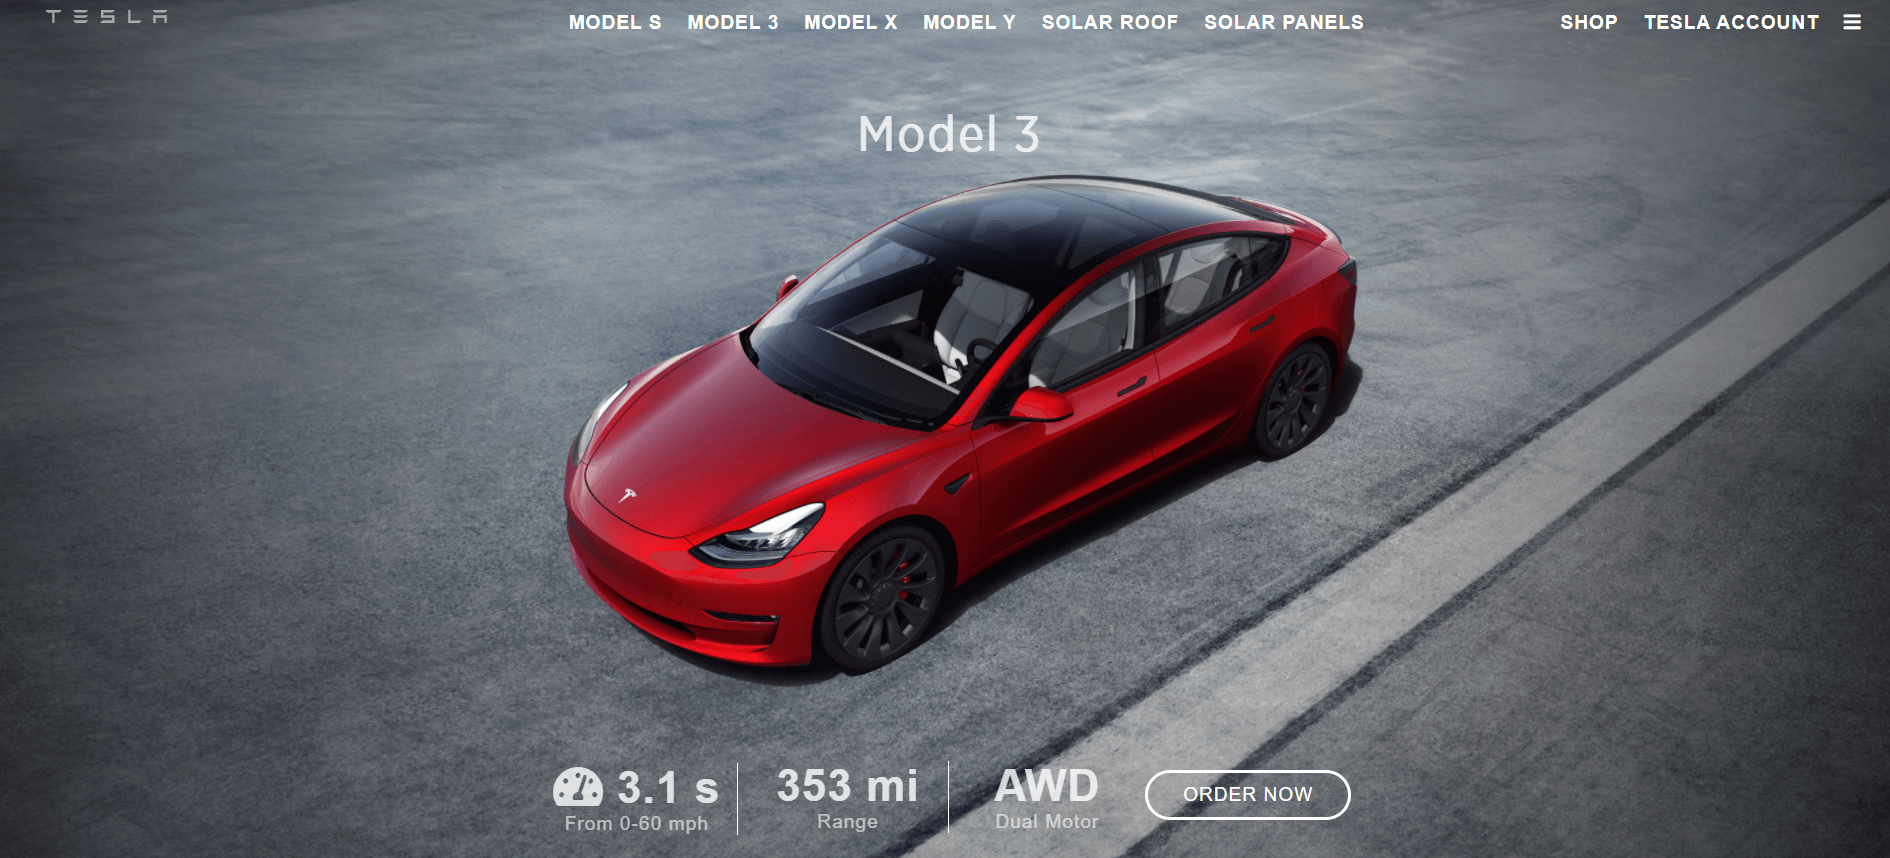 TESLA
MODEL S MODEL 3 MODEL X MODEL Y SOLAR ROOF SOLAR PANELS SHOP TESLA ACCOUNT
Model 3
3.1 s 353 mi AWD
From 0-60 mph Range Dual Motor
ORDER NOW